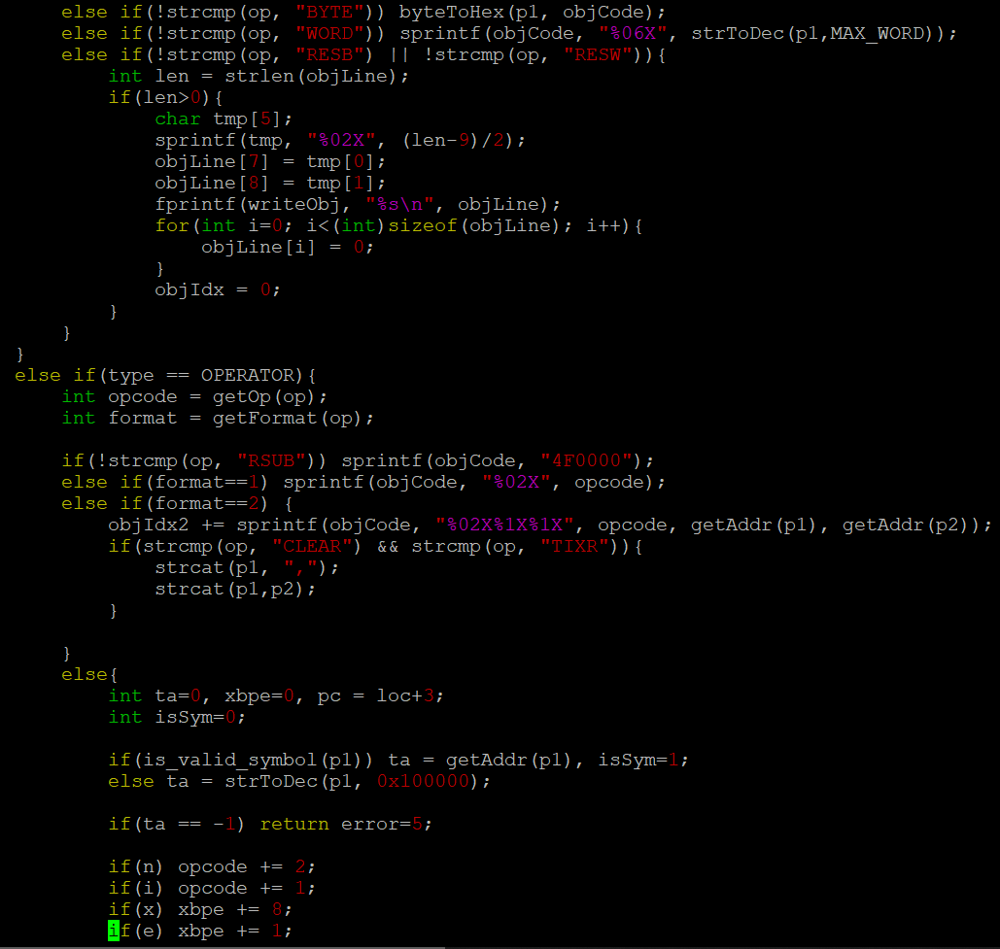 else if(!strcmp(op, "BYTE")) byteToHex(p1, objCode);
    else if(!strcmp(op, "WORD")) sprintf(objCode, "%06X", strToDec(p1,MAX_WORD));
    else if(!strcmp(op, "RESB") || !strcmp(op, "RESW")){
        int len = strlen(objLine);
        if(len>0){
            char tmp[5];
            sprintf(tmp, "%02X", (len-9)/2);
            objLine[7] = tmp[0];
            objLine[8] = tmp[1];
            fprintf(writeObj, "%s\n", objLine);
            for(int i=0; i<(int)sizeof(objLine); i++){
                objLine[i] = 0;
            }
            objIdx = 0;
        }
    }
}
else if(type == OPERATOR){
    int opcode = getOp(op);
    int format = getFormat(op);

    if(!strcmp(op, "RSUB")) sprintf(objCode, "4F0000");
    else if(format==1) sprintf(objCode, "%02X", opcode);
    else if(format==2) {
        objIdx2 += sprintf(objCode, "%02X%1X%1X", opcode, getAddr(p1), getAddr(p2));
        if(strcmp(op, "CLEAR") && strcmp(op, "TIXR")){
            strcat(p1, ",");
            strcat(p1,p2);
        }

    }
    else{
        int ta=0, xbpe=0, pc = loc+3;
        int isSym=0;

        if(is_valid_symbol(p1)) ta = getAddr(p1), isSym=1;
        else ta = strToDec(p1, 0x100000);

        if(ta == -1) return error=5;

        if(n) opcode += 2;
        if(i) opcode += 1;
        if(x) xbpe += 8;
        if(e) xbpe += 1;